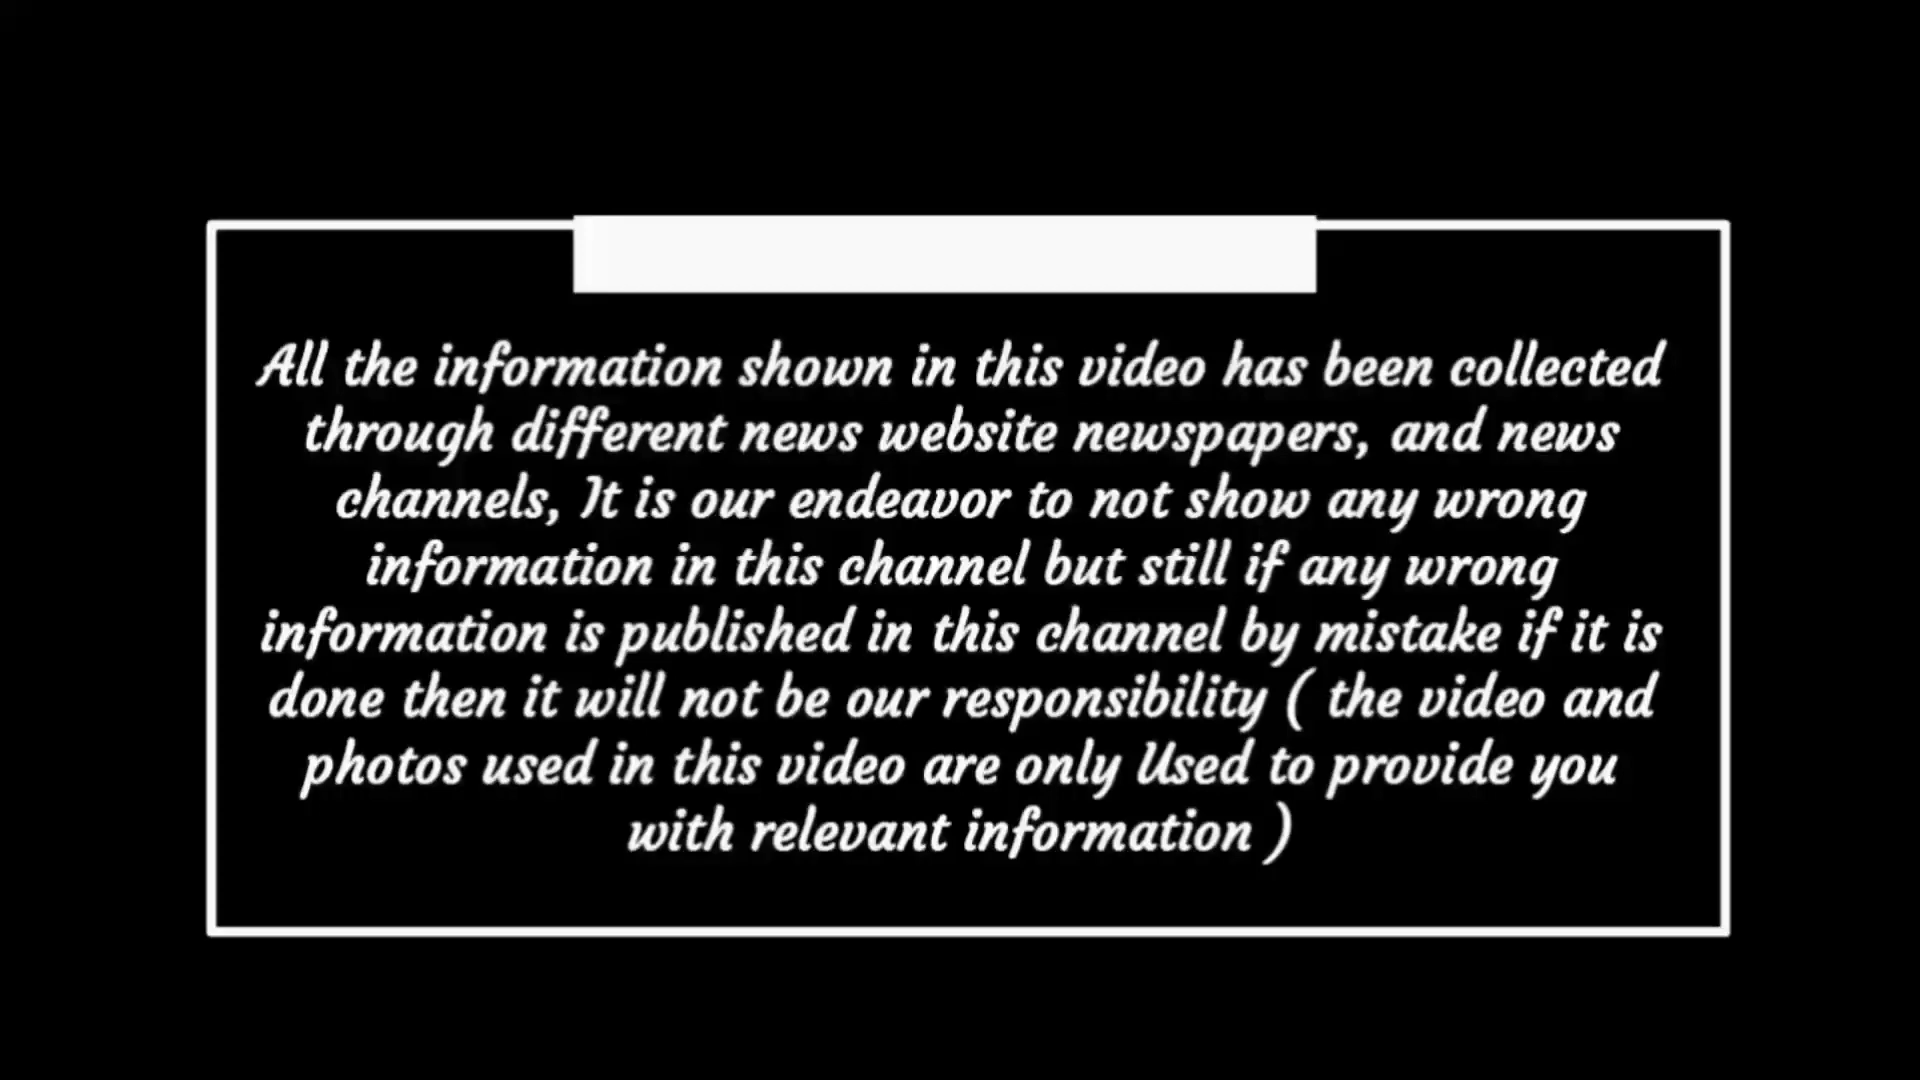 All the information shown in this video has been collected
through different news website newspapers, and news
channels, It is our endeavor to not show any wrong
information in this channel but still if any wrong
information is published in this channel by mistake if it is
done then it will not be our responsibility ( the video and
photos used in this video are only Used to provide you
with relevant information )